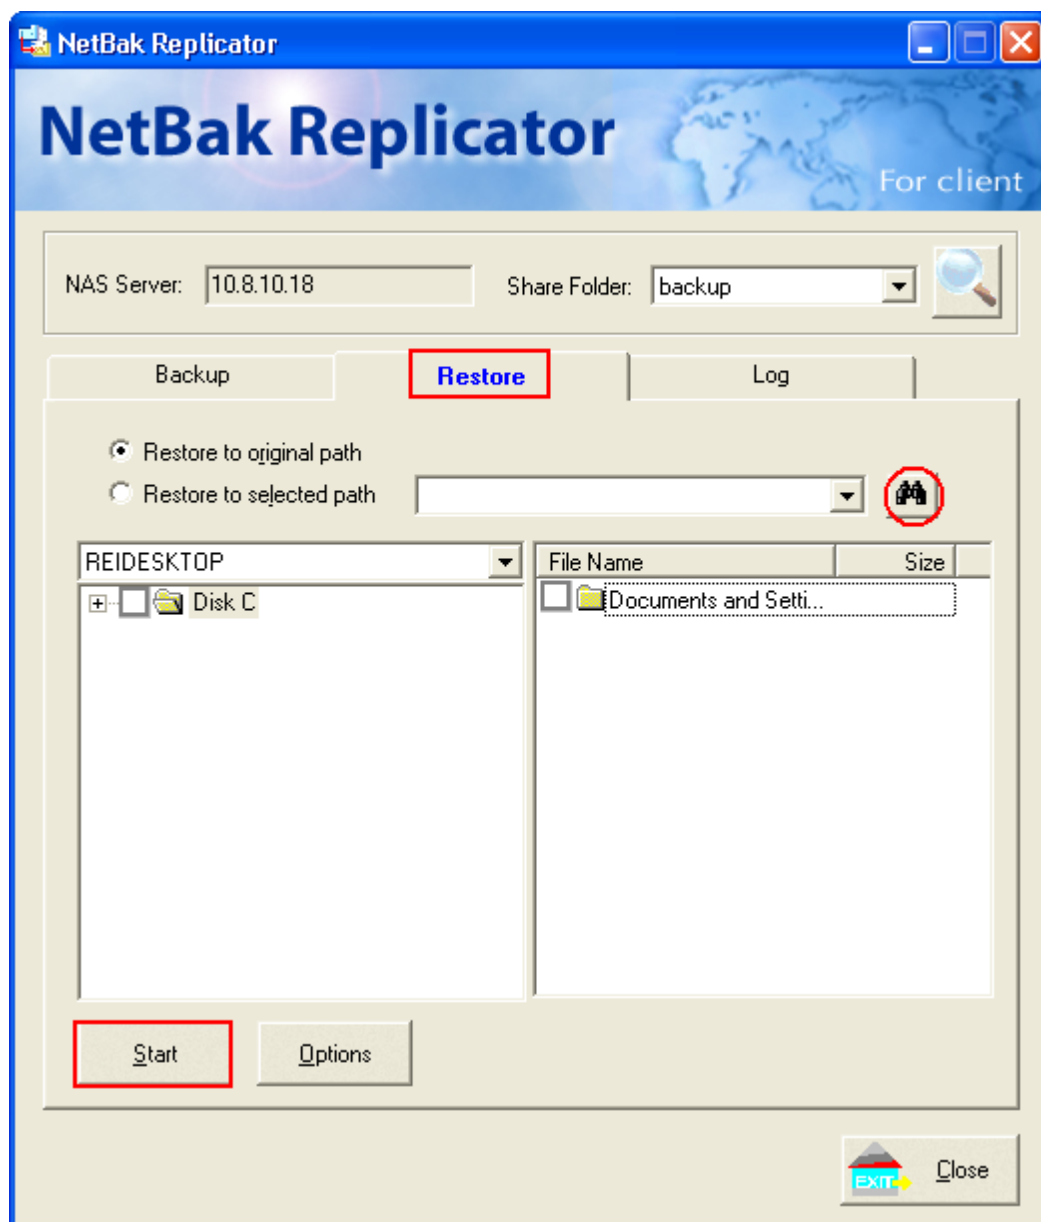 NetBak Replicator
NetBak Replicator
For client
NAS Server: 10.8.10.18 Share Folder: backup
Backup Restore Log
Restore to original path
Restore to selected path
REIDESKTOP File Name Size
Disk C Documents and Setti...
Start Options
EXIT Close